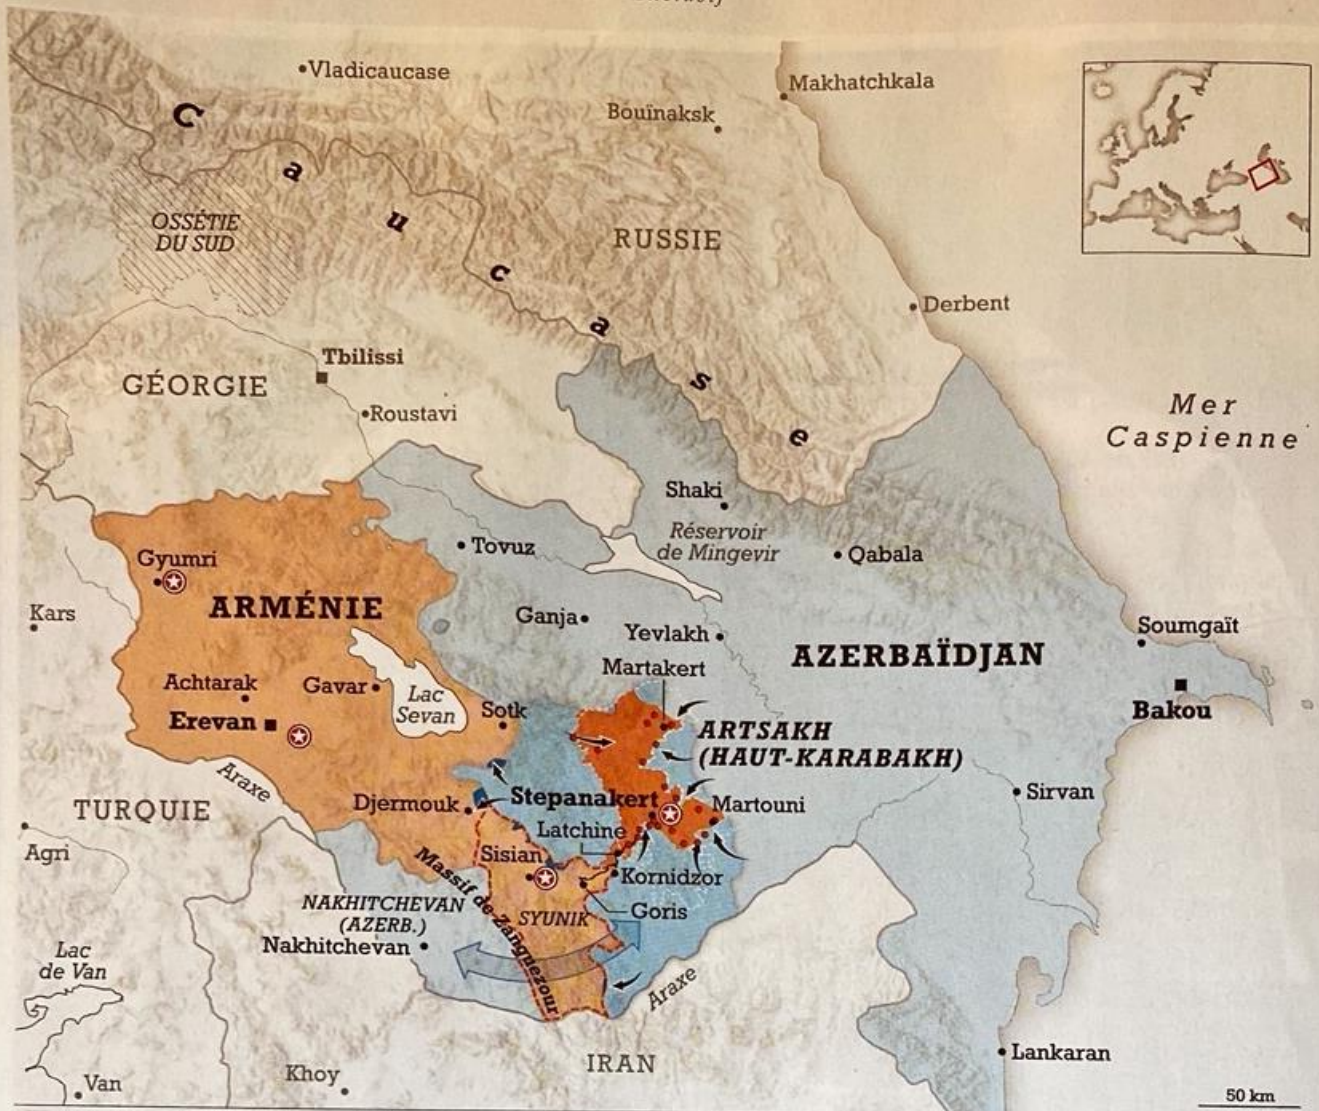 Vladicaucase
Makhatchkala
Bouïnaksk
Caucase
OSSÉTIE
DU SUD
RUSSIE
Derbent
Tbilissi
GÉORGIE
Roustavi
Mer
Caspienne
Shaki
Réservoir
de Mingevir
Tovuz
Qabala
Gyumri
Kars
ARMÉNIE
Ganja
Yevlakh
Soumgaït
AZERBAÏDJAN
Martakert
Achtarak
Gavar
Lac
Sevan
Sotk
Bakou
Erevan
ARTSAKH
(HAUT-KARABAKH)
Araxe
TURQUIE
Djermouk
Stepanakert
Martouni
Sirvan
Latchine
Agri
Sisian
Massif de Zanguezour
Kornidzor
NAKHITCHEVAN
(AZERB.)
SYUNIK
Goris
Nakhitchevan
Lac
de Van
Araxe
IRAN
Lankaran
Khoy
Van
50 km